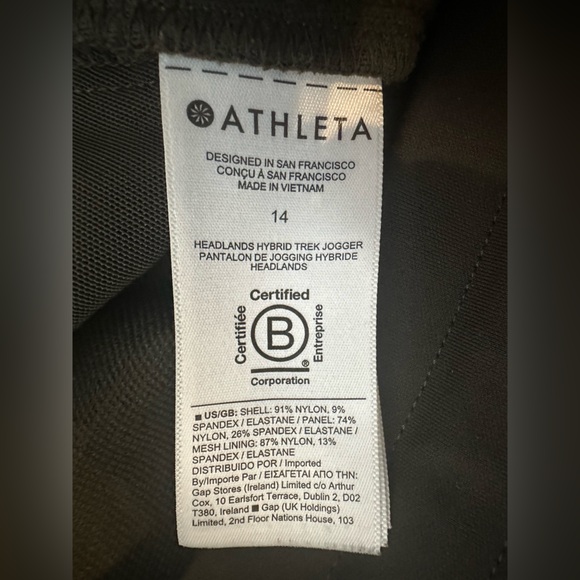 ATHLETA
DESIGNED IN SAN FRANCISCO
CONÇU À SAN FRANCISCO
MADE IN VIETNAM
14
HEADLANDS HYBRID TREK JOGGER
PANTALON DE JOGGING HYBRIDE
HEADLANDS
Certified
Certifiée
B
Entreprise
®
Corporation
■ US/GB: SHELL: 91% NYLON, 9%
SPANDEX / ELASTANE / PANEL: 74%
NYLON, 26% SPANDEX / ELASTANE /
MESH LINING: 87% NYLON, 13%
SPANDEX / ELASTANE
DISTRIBUIDO POR / Imported
By/Importe Par / ΕΙΣΑΓΕΤΑΙ ΑΠΟ ΤΗΝ:
Gap Stores (Ireland) Limited c/o Arthur
Cox, 10 Earlsfort Terrace, Dublin 2, D02
T380, Ireland ■ Gap (UK Holdings)
Limited, 2nd Floor Nations House, 103